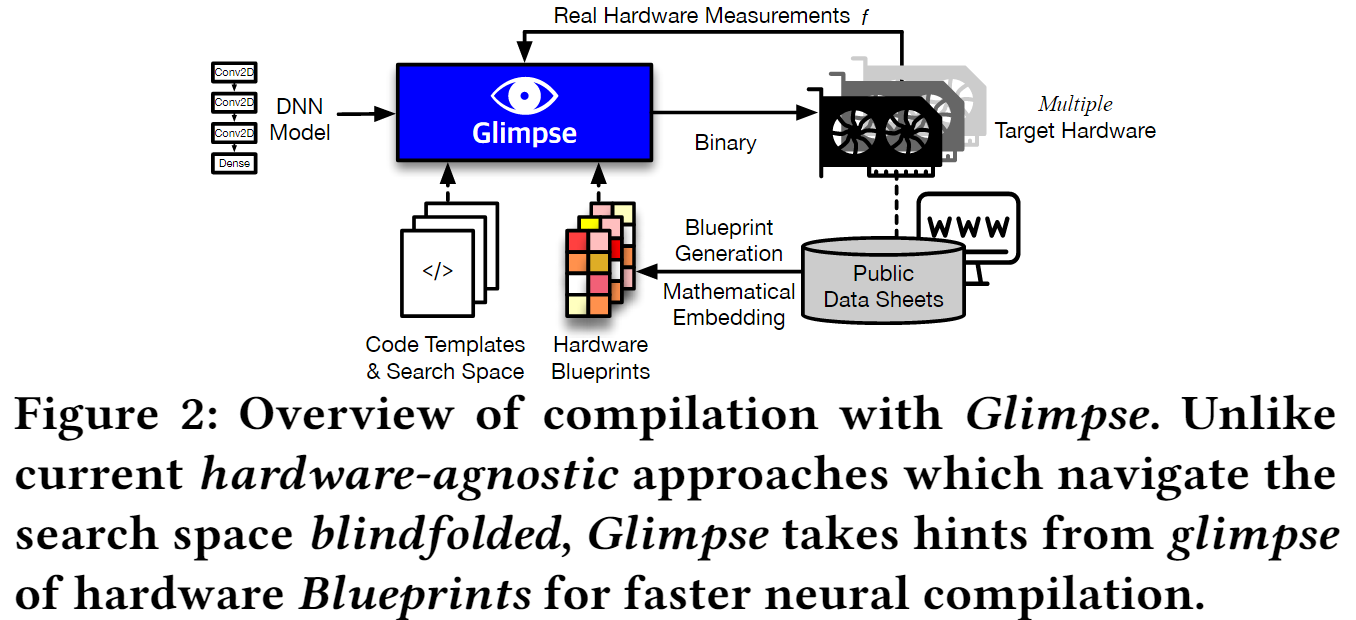 Real Hardware Measurements f
Conv2D
Conv2D
Conv2D
Dense
DNN
Model
Glimpse
Binary
Multiple
Target Hardware
</>
Code Templates
& Search Space
Hardware
Blueprints
Blueprint
Generation
Mathematical
Embedding
WWW
Public
Data Sheets
Figure 2: Overview of compilation with Glimpse. Unlike
current hardware-agnostic approaches which navigate the
search space blindfolded, Glimpse takes hints from glimpse
of hardware Blueprints for faster neural compilation.